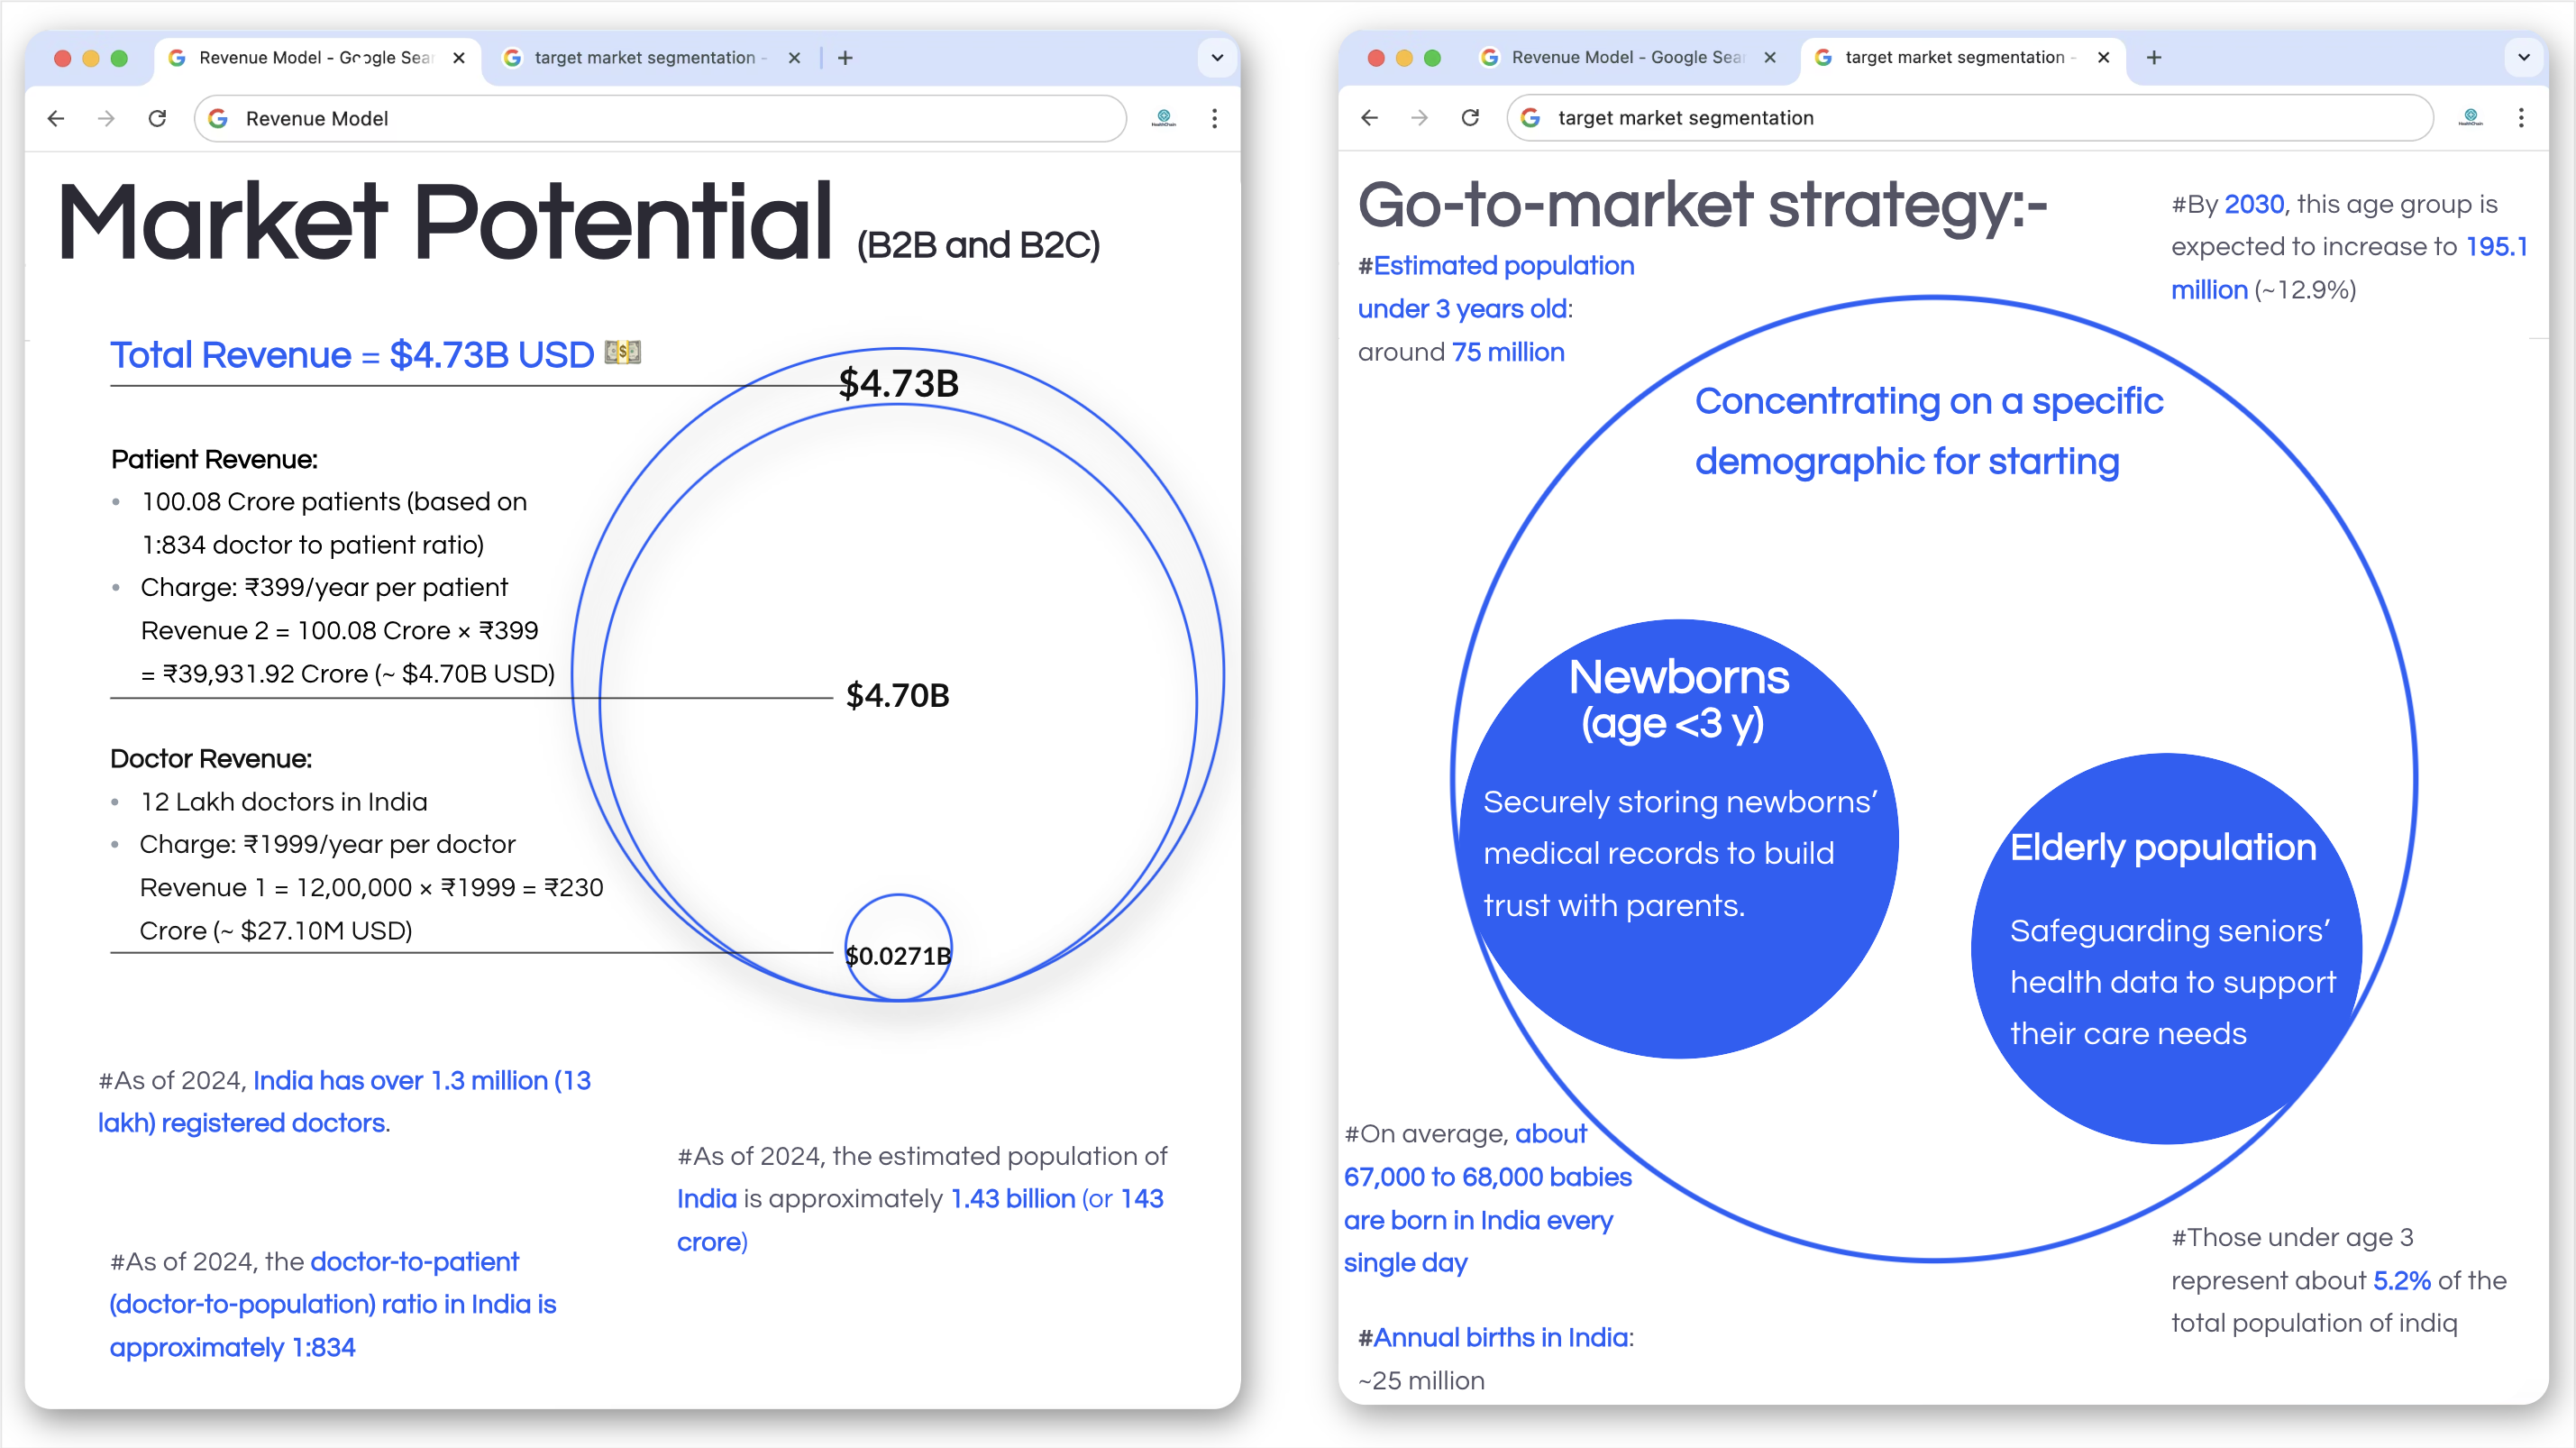 Revenue Model - Google Sear
target market segmentation -
Revenue Model
Market Potential (B2B and B2C)
Total Revenue = $4.73B USD 💵
$4.73B
Patient Revenue:
• 100.08 Crore patients (based on
1:834 doctor to patient ratio)
• Charge: ₹399/year per patient
Revenue 2 = 100.08 Crore × ₹399
= ₹39,931.92 Crore (~ $4.70B USD)
$4.70B
Doctor Revenue:
• 12 Lakh doctors in India
• Charge: ₹1999/year per doctor
Revenue 1 = 12,00,000 × ₹1999 = ₹230
Crore (~ $27.10M USD)
$0.0271B
#As of 2024, India has over 1.3 million (13
lakh) registered doctors.
#As of 2024, the estimated population of
India is approximately 1.43 billion (or 143
crore)
#As of 2024, the doctor-to-patient
(doctor-to-population) ratio in India is
approximately 1:834
Revenue Model - Google Sear
target market segmentation -
target market segmentation
Go-to-market strategy:-
#By 2030, this age group is
expected to increase to 195.1
million (~12.9%)
#Estimated population
under 3 years old:
around 75 million
Concentrating on a specific
demographic for starting
Newborns
(age <3 y)
Securely storing newborns’
medical records to build
trust with parents.
Elderly population
Safeguarding seniors’
health data to support
their care needs
#On average, about
67,000 to 68,000 babies
are born in India every
single day
#Annual births in India:
~25 million
#Those under age 3
represent about 5.2% of the
total population of indiq